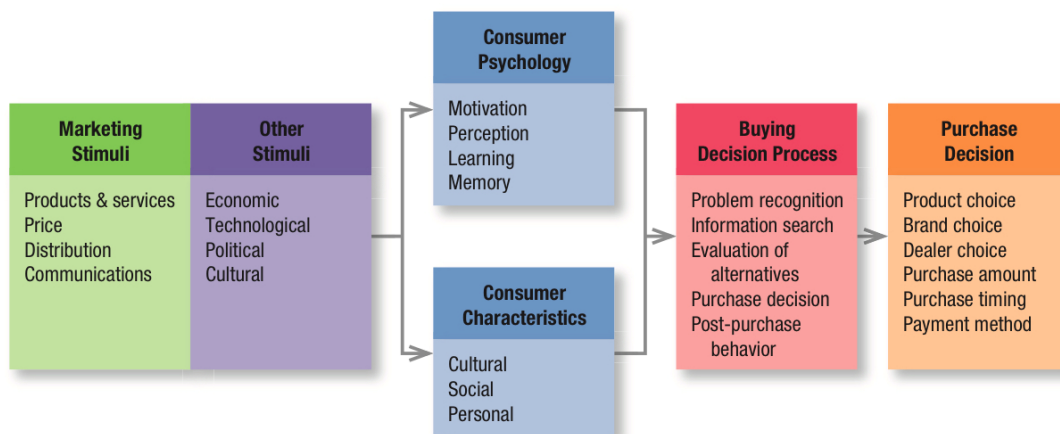 Marketing
Stimuli
Products & services
Price
Distribution
Communications
Other
Stimuli
Economic
Technological
Political
Cultural
Consumer
Psychology
Motivation
Perception
Learning
Memory
Consumer
Characteristics
Cultural
Social
Personal
Buying
Decision Process
Problem recognition
Information search
Evaluation of
alternatives
Purchase decision
Post-purchase
behavior
Purchase
Decision
Product choice
Brand choice
Dealer choice
Purchase amount
Purchase timing
Payment method